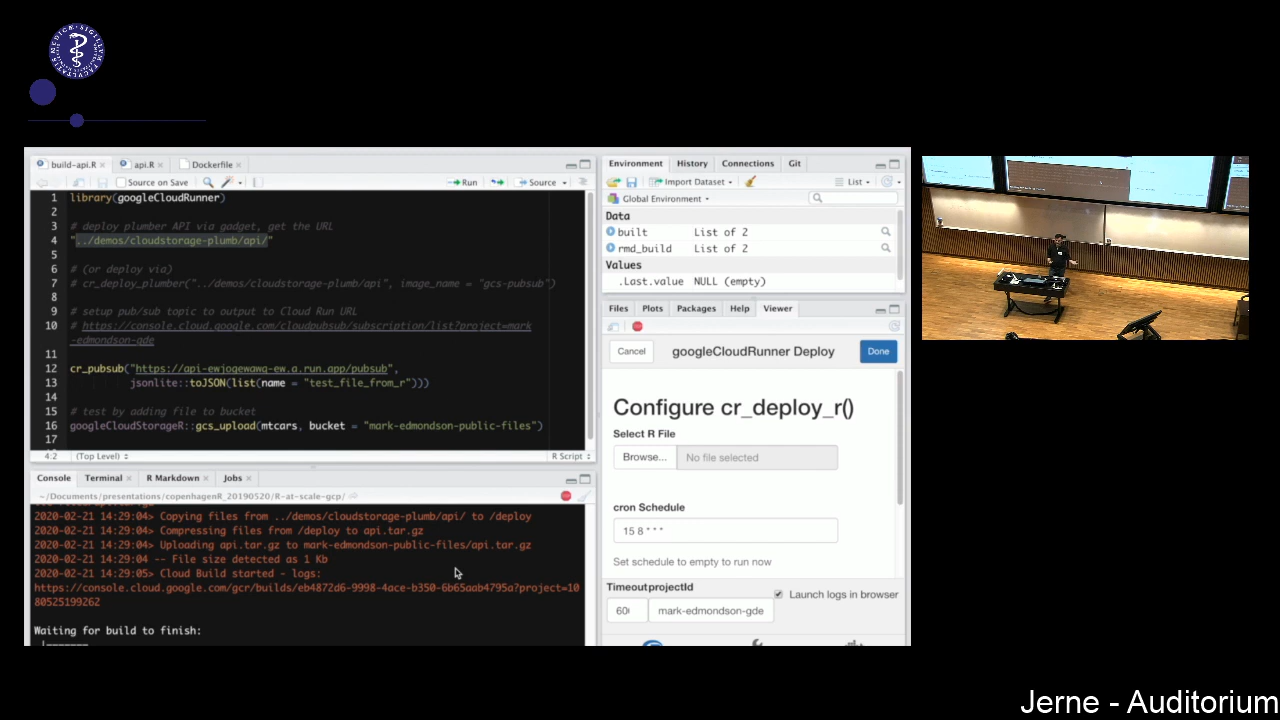 build-api.R
api.R
Dockerfile
Source on Save
Run
Source
1 library(googleCloudRunner)
2
3 # deploy plumber API via gadget, get the URL
4 "../demos/cloudstorage-plumb/api/"
5
6 # (or deploy via)
7 # cr_deploy_plumber("../demos/cloudstorage-plumb/api", image_name = "gcs-pubsub")
8
9 # setup pub/sub topic to output to Cloud Run URL
10 # https://console.cloud.google.com/cloudpubsub/subscription/list?project=mark
-edmondson-gde
11
12 cr_pubsub("https://api-ewjogewawq-ew.a.run.app/pubsub",
13 jsonlite::toJSON(list(name = "test_file_from_r")))
14
15 # test by adding file to bucket
16 googleCloudStorageR::gcs_upload(mtcars, bucket = "mark-edmondson-public-files")
17
4:2 (Top Level) R Script
Console Terminal R Markdown Jobs
~/Documents/presentations/copenhagenR_20190520/R-at-scale-gcp/
2020-02-21 14:29:04> Copying files from ../demos/cloudstorage-plumb/api/ to /deploy
2020-02-21 14:29:04> Compressing files from /deploy to api.tar.gz
2020-02-21 14:29:04> Uploading api.tar.gz to mark-edmondson-public-files/api.tar.gz
2020-02-21 14:29:04 -- File size detected as 1 Kb
2020-02-21 14:29:05> Cloud Build started - logs:
https://console.cloud.google.com/gcr/builds/eb4872d6-9998-4ace-b350-6b65aab4795a?project=10
80525199262
Waiting for build to finish:
Environment History Connections Git
Import Dataset List
Global Environment
Data
built List of 2
rmd_build List of 2
Values
.Last.value NULL (empty)
Files Plots Packages Help Viewer
Cancel googleCloudRunner Deploy Done
Configure cr_deploy_r()
Select R File
Browse... No file selected
cron Schedule
15 8 * * *
Set schedule to empty to run now
Timeout projectId
Launch logs in browser
600 mark-edmondson-gde
Jerne - Auditorium